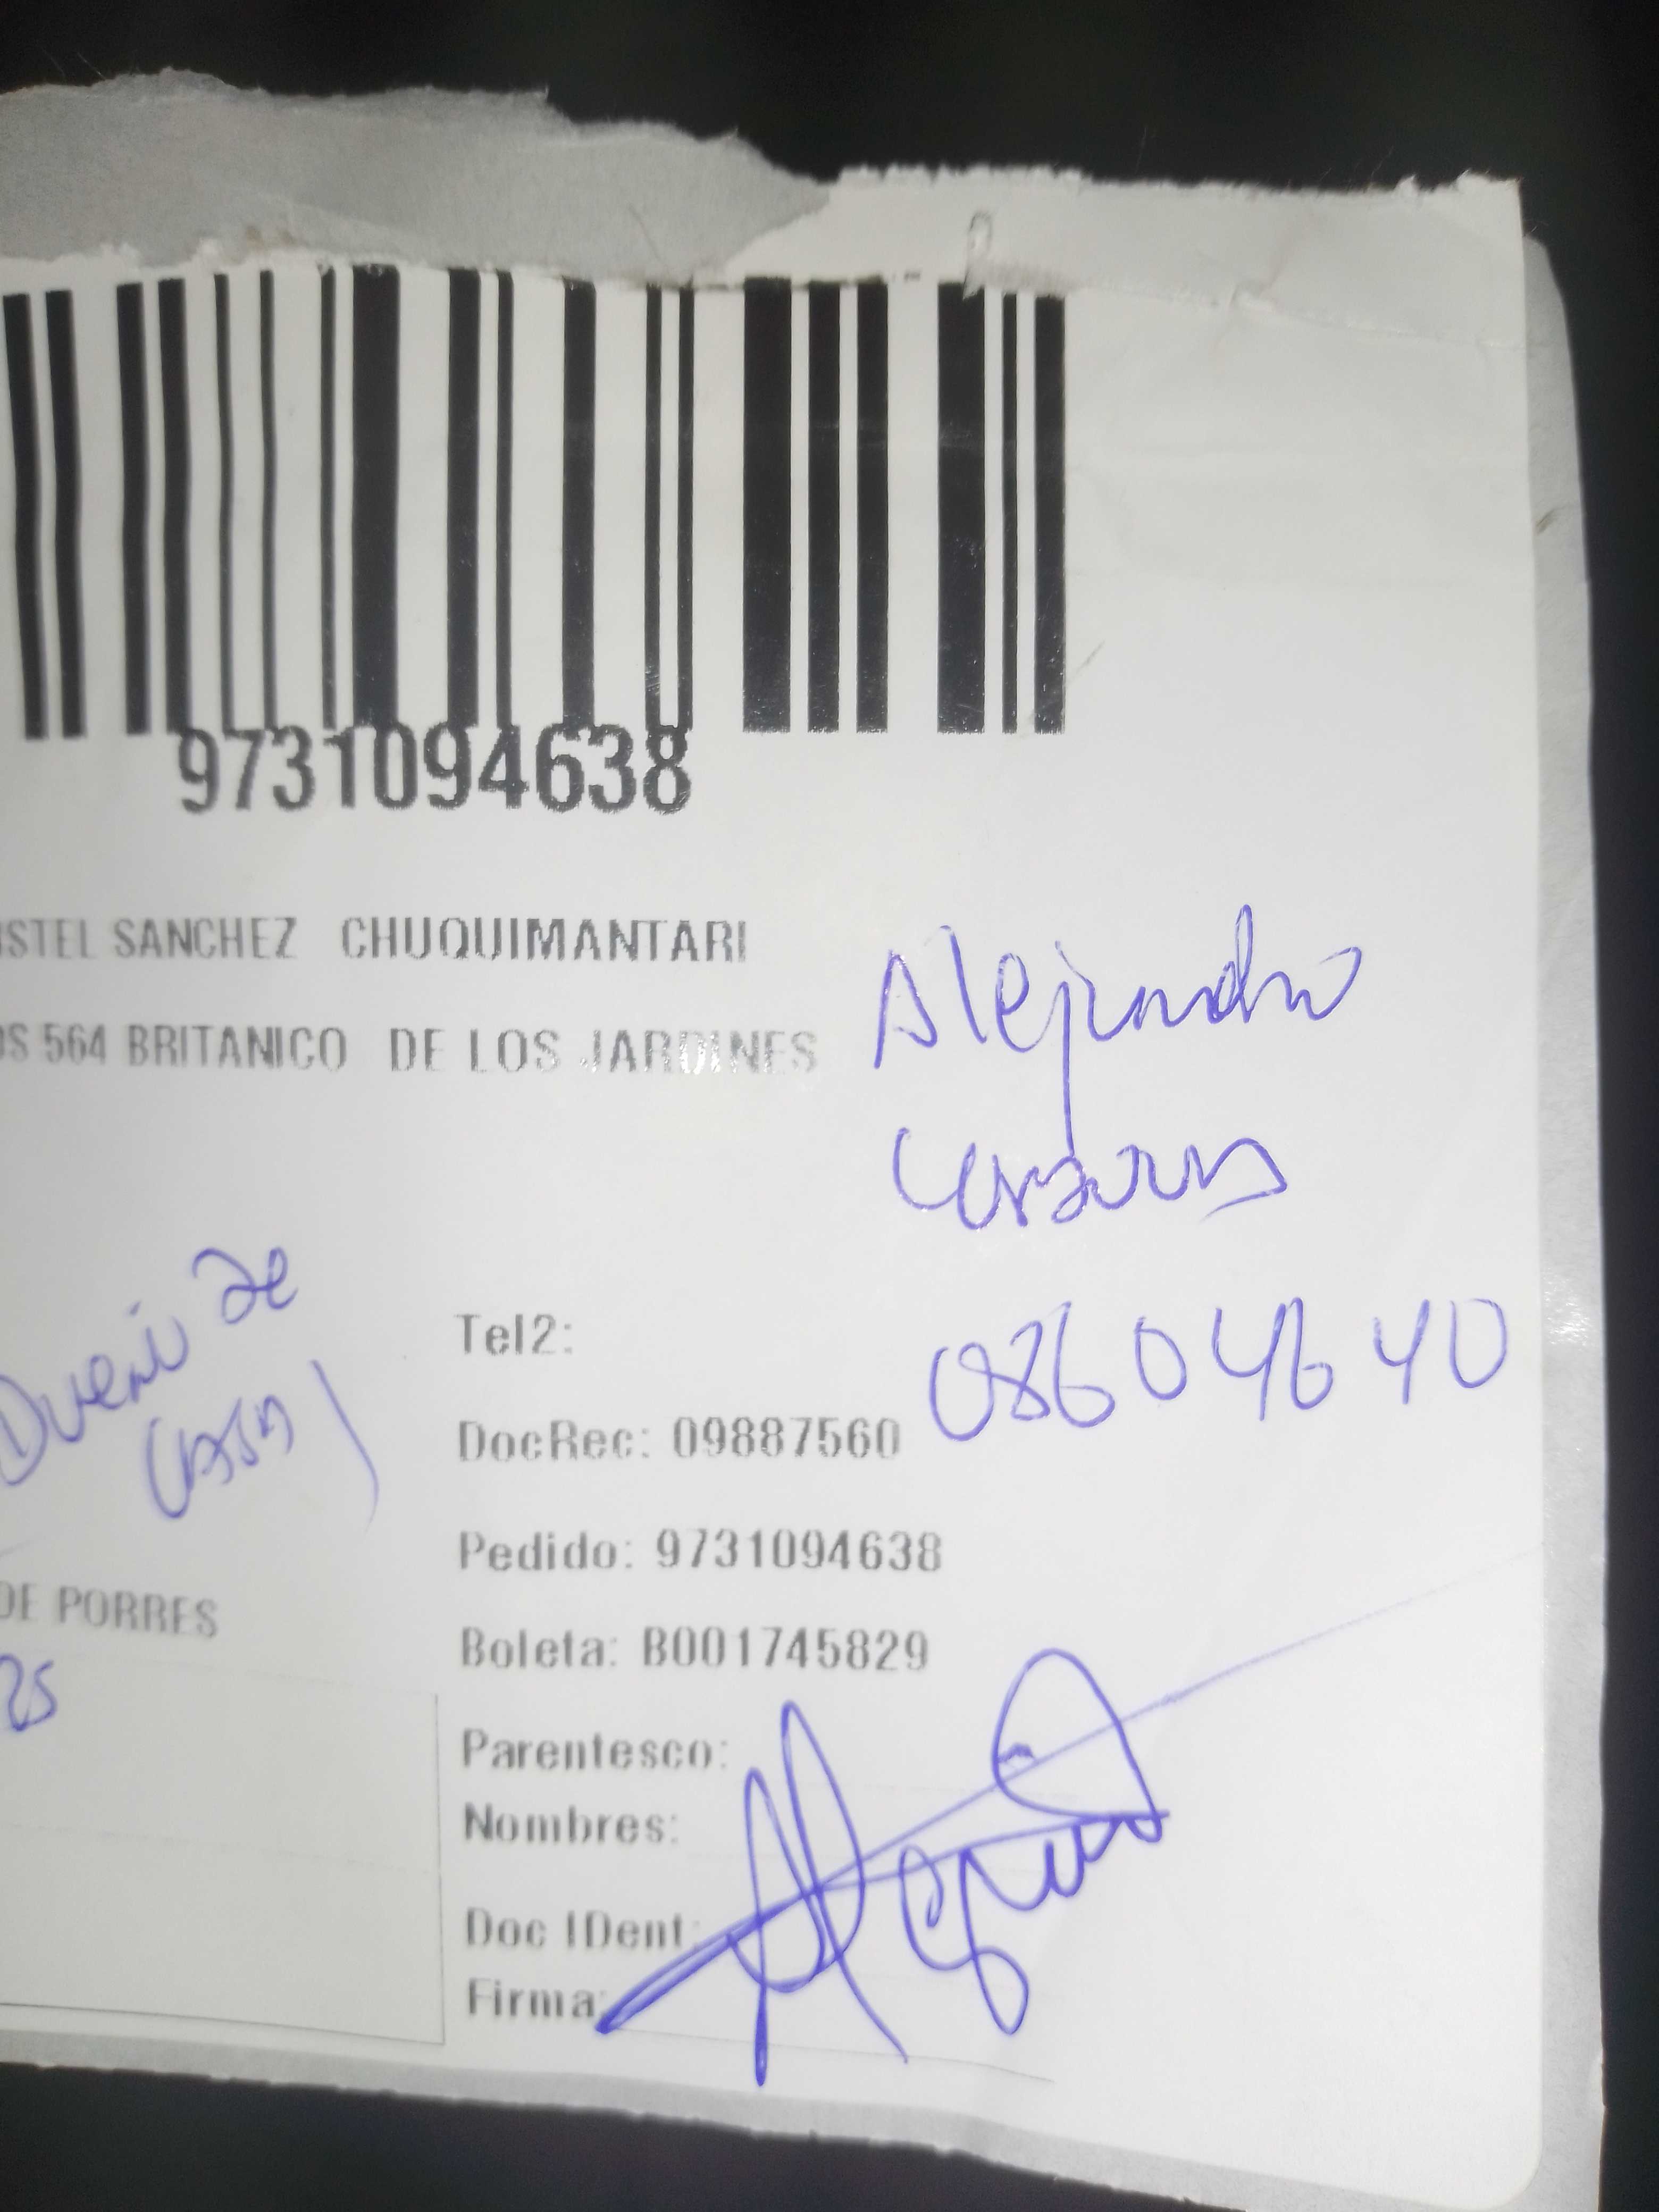 9731094638
STEL SANCHEZ CHUQUIMANTARI
OS 564 BRITANICO DE LOS JARDINES
Alejandro
Dueño de
casa)
Tel2:
08604640
DocRec: 09887560
Pedido: 9731094638
DE PORRES
Boleta: B001745829
25
Parentesco:
Nombres:
Doc IDent:
Firma: